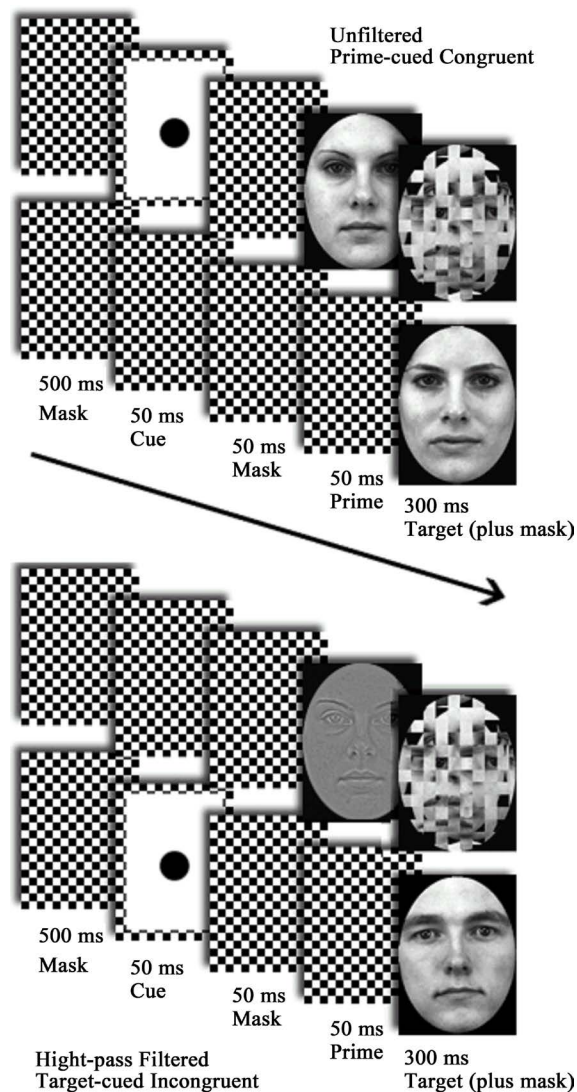 Unfiltered
Prime-cued Congruent
500 ms
Mask
50 ms
Cue
50 ms
Mask
50 ms
Prime
300 ms
Target (plus mask)
500 ms
Mask
50 ms
Cue
50 ms
Mask
50 ms
Prime
300 ms
Target (plus mask)
Hight-pass Filtered
Target-cued Incongruent